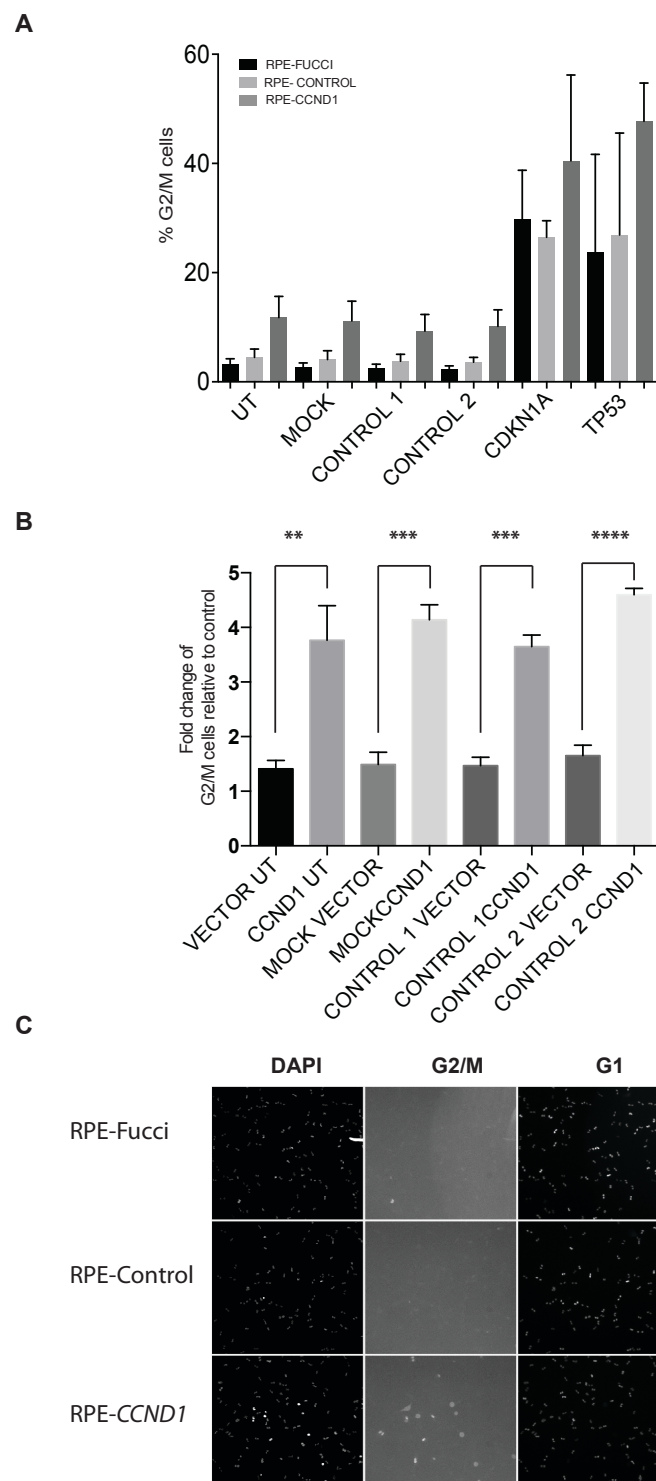 A
60
RPE-FUCCI
RPE- CONTROL
RPE-CCND1
40
% G2/M cells
20
0
UT
MOCK
CONTROL 1
CONTROL 2
CDKN1A
TP53
B
** *** *** ****
5
4
Fold change of
G2/M cells relative to control
3
2
1
0
VECTOR UT
CCND1 UT
MOCK VECTOR
MOCKCCND1
CONTROL 1 VECTOR
CONTROL 1CCND1
CONTROL 2 VECTOR
CONTROL 2 CCND1
C
DAPI G2/M G1
RPE-Fucci
RPE-Control
RPE-CCND1